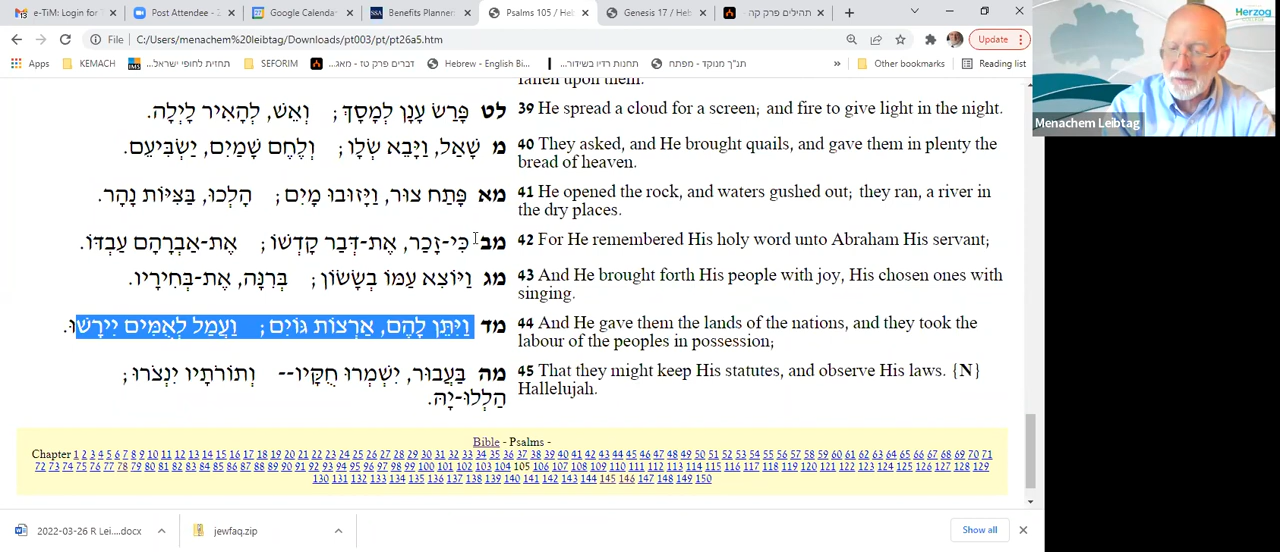 e-TiM: Login for T
Post Attendee - Z
Google Calenda
Benefits Planner:
Psalms 105 / Heb
Genesis 17 / Heb
תהילים פרק קה
File C:/Users/menachem%20leibtag/Downloads/pt003/pt/pt26a5.htm
Update
Apps KEMACH תחית לחופי ישראל... SEFORIM דברים פרק טז - מאג... Hebrew - English Bi... תחנות רדיו בשידור... תנ"ך מנוקד - מפתח » Other bookmarks Reading list
Herzog
Menachem Leibtag
fallen upon them.
לט פָּרַשׂ עָנָן לְמָסָךְ; וְאֵשׁ, לְהָאִיר לָיְלָה.
39 He spread a cloud for a screen; and fire to give light in the night.
מ שָׁאַל, וַיָּבֵא שְׂלָו; וְלֶחֶם שָׁמַיִם, יַשְׂבִּיעֵם.
40 They asked, and He brought quails, and gave them in plenty the
bread of heaven.
מא פָּתַח צוּר, וַיָּזוּבוּ מָיִם; הָלְכוּ, בַּצִּיּוֹת נָהָר.
41 He opened the rock, and waters gushed out; they ran, a river in
the dry places.
מב כִּי-זָכַר, אֶת-דְּבַר קָדְשׁוֹ; אֶת-אַבְרָהָם עַבְדּוֹ.
42 For He remembered His holy word unto Abraham His servant;
מג וַיּוֹצִא עַמּוֹ בְשָׂשׂוֹן; בְּרִנָּה, אֶת-בְּחִירָיו.
43 And He brought forth His people with joy, His chosen ones with
singing.
מד וַיִּתֵּן לָהֶם, אַרְצוֹת גּוֹיִם; וַעֲמַל לְאֻמִּים יִירָשׁוּ.
44 And He gave them the lands of the nations, and they took the
labour of the peoples in possession;
מה בַּעֲבוּר, יִשְׁמְרוּ חֻקָּיו-- וְתוֹרֹתָיו יִנְצֹרוּ;
הַלְלוּ-יָהּ.
45 That they might keep His statutes, and observe His laws. {N}
Hallelujah.
Bible - Psalms -
Chapter 1 2 3 4 5 6 7 8 9 10 11 12 13 14 15 16 17 18 19 20 21 22 23 24 25 26 27 28 29 30 31 32 33 34 35 36 37 38 39 40 41 42 43 44 45 46 47 48 49 50 51 52 53 54 55 56 57 58 59 60 61 62 63 64 65 66 67 68 69 70 71
72 73 74 75 76 77 78 79 80 81 82 83 84 85 86 87 88 89 90 91 92 93 94 95 96 97 98 99 100 101 102 103 104 105 106 107 108 109 110 111 112 113 114 115 116 117 118 119 120 121 122 123 124 125 126 127 128 129
130 131 132 133 134 135 136 137 138 139 140 141 142 143 144 145 146 147 148 149 150
2022-03-26 R Lei....docx
jewfaq.zip
Show all